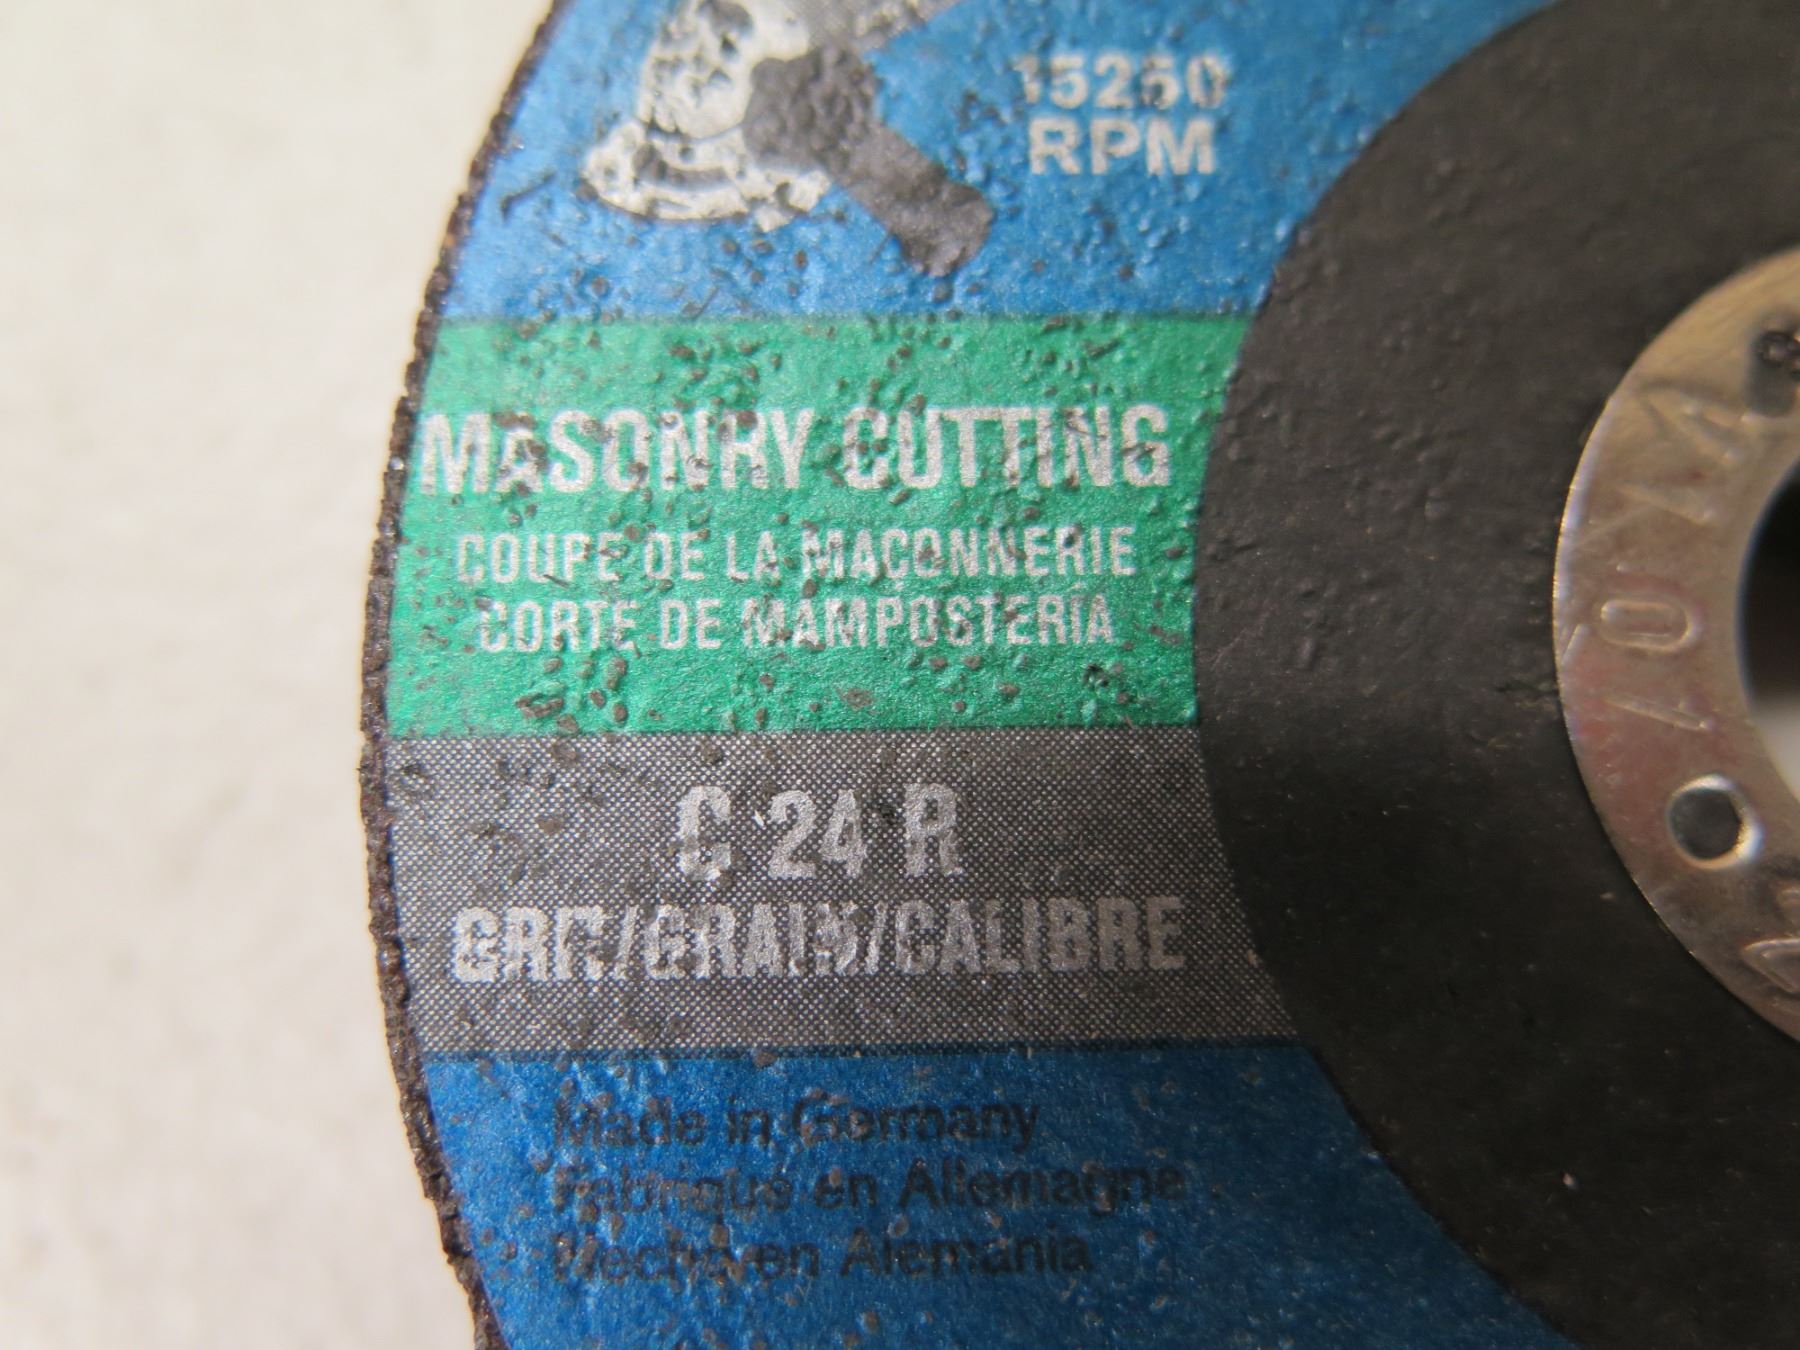 15250
RPM
MASONRY CUTTING
COUPE DE LA MAÇONNERIE
CORTE DE MAMPOSTERÍA
C 24 R
GRIT/GRAIN/CALIBRE
Made in Germany
Fabriqué en Allemagne
Hecho en Alemania